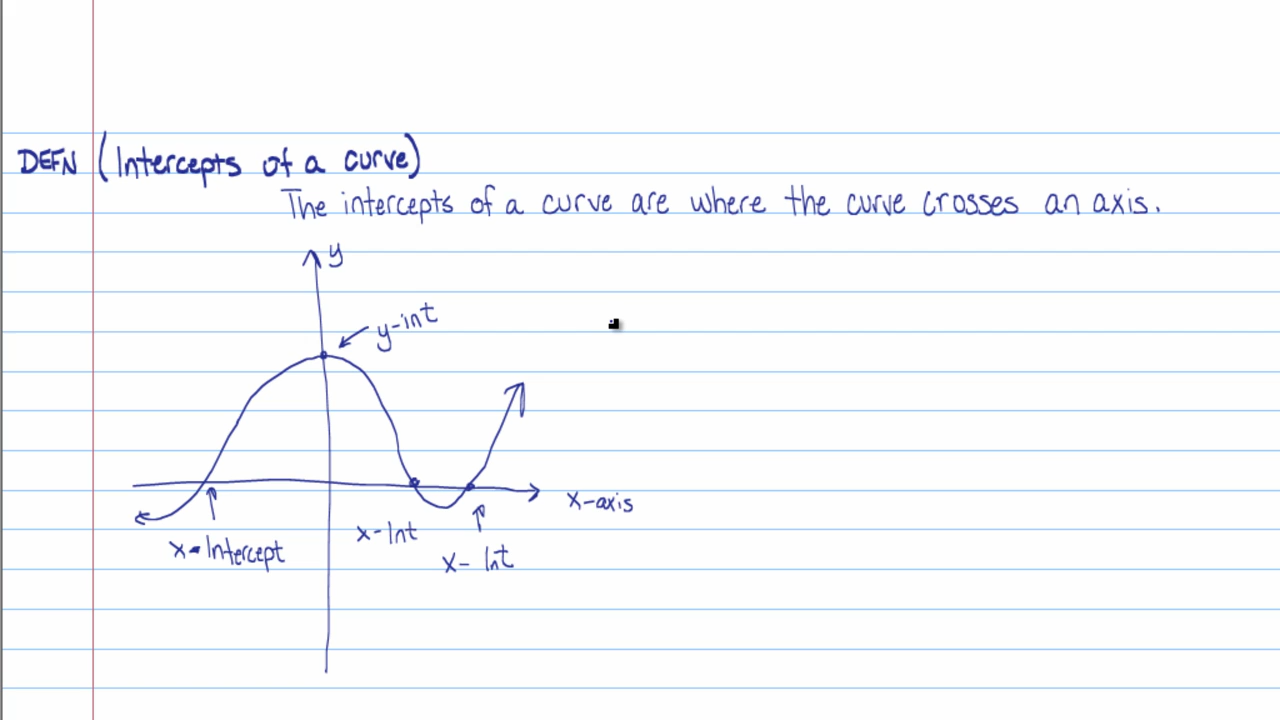 DEFN (Intercepts of a curve)
The intercepts of a curve are where the curve crosses an axis.
y
y-int
x-axis
x-Intercept
x-Int
x-Int